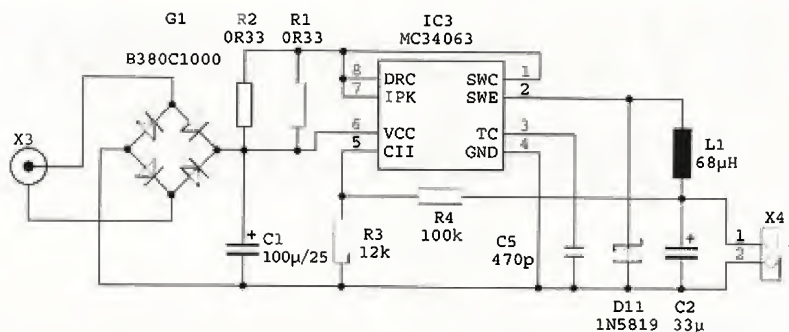 G1
R2
R1
IC3
0R33
0R33
MC34063
B380C1000
8
DRC
SWC
1
7
IPK
SWE
2
X3
6
VCC
TC
3
5
CII
GND
4
L1
68µH
R4
100k
X4
C1
100µ/25
R3
12k
C5
470p
1
2
D11
1N5819
C2
33µ